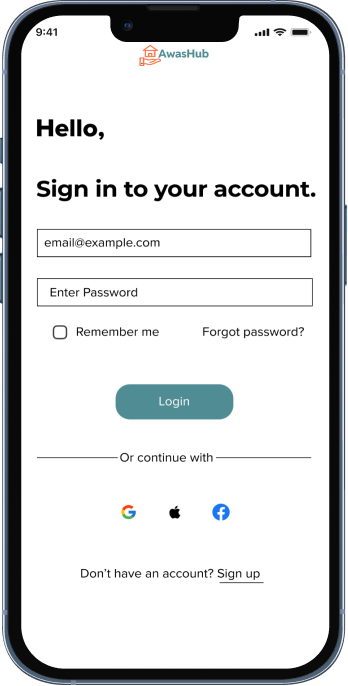 9:41
AwasHub
Hello,
Sign in to your account.
email@example.com
Enter Password
Remember me Forgot password?
Login
Or continue with
Don't have an account? Sign up